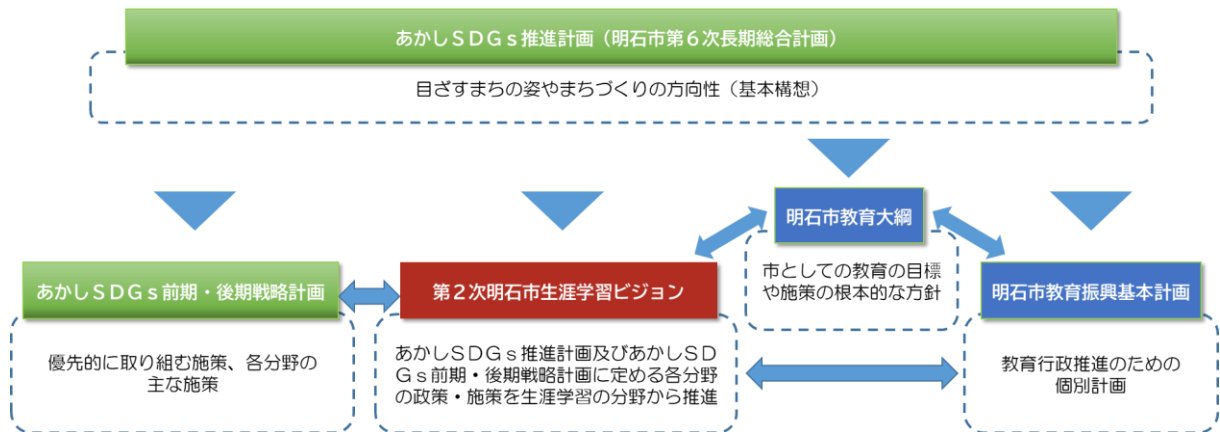 あかしＳＤＧｓ推進計画（明石市第６次長期総合計画）
目ざすまちの姿やまちづくりの方向性（基本構想）
明石市教育大綱
市としての教育の目標
や施策の根本的な方針
あかしＳＤＧｓ前期・後期戦略計画
優先的に取り組む施策、各分野の
主な施策
第２次明石市生涯学習ビジョン
あかしＳＤＧｓ推進計画及びあかしＳＤ
Ｇｓ前期・後期戦略計画に定める各分野
の政策・施策を生涯学習の分野から推進
明石市教育振興基本計画
教育行政推進のための
個別計画